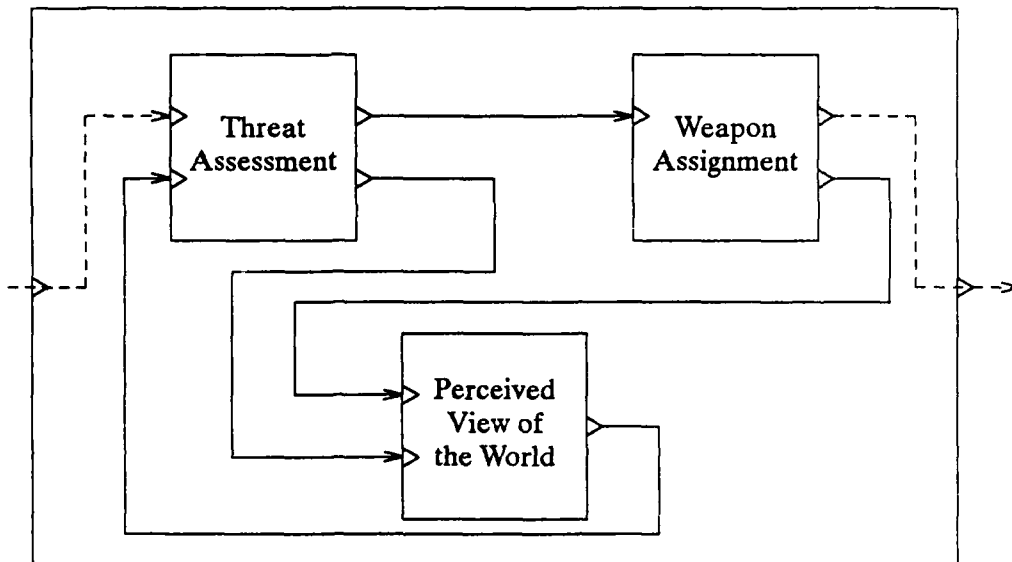 Threat
Assessment
Weapon
Assignment
Perceived
View of
the World